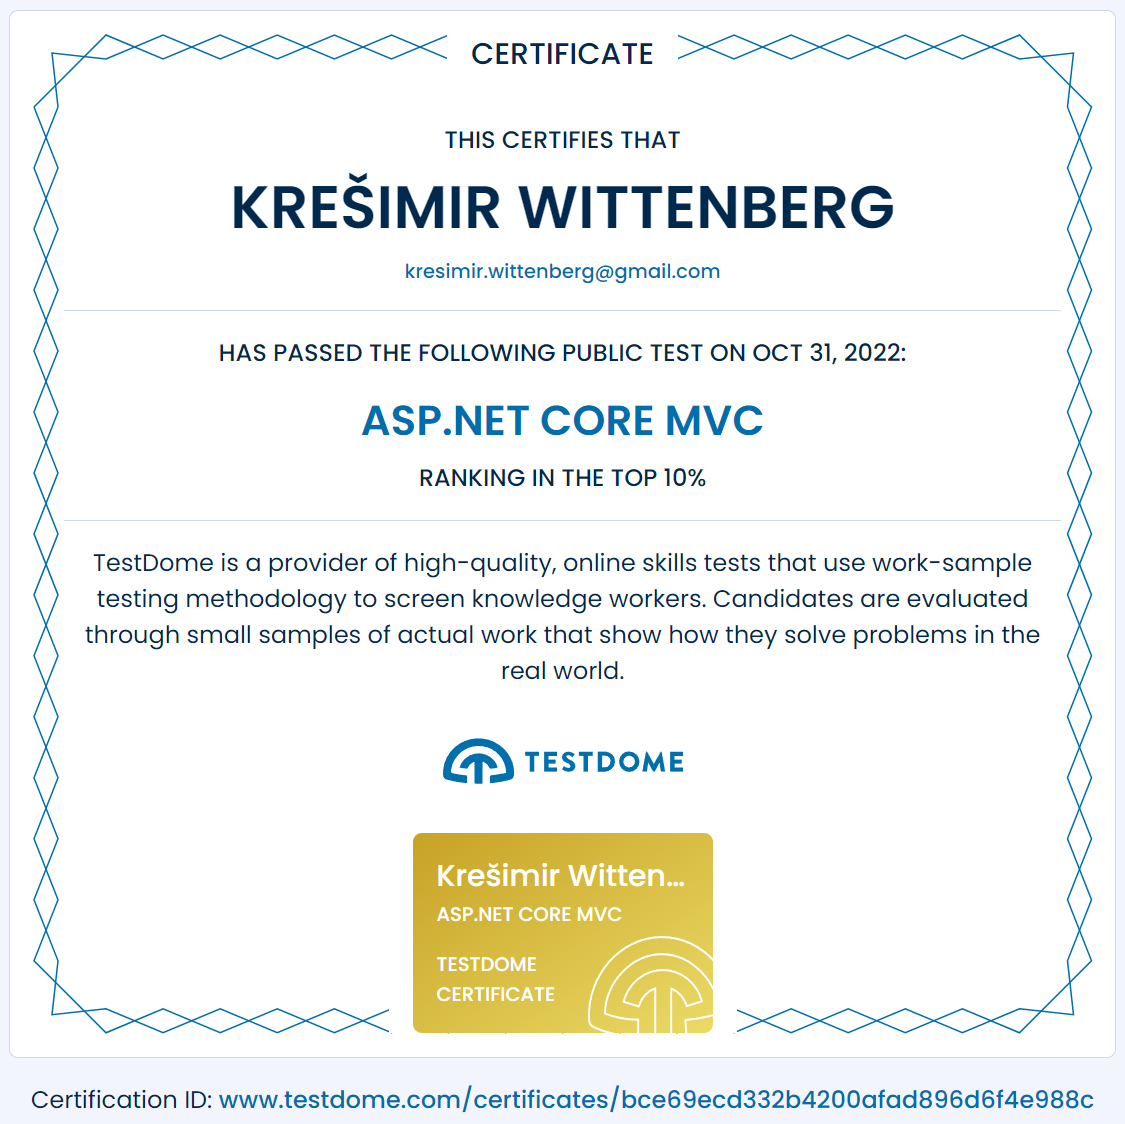 CERTIFICATE
THIS CERTIFIES THAT
KREŠIMIR WITTENBERG
kresimir.wittenberg@gmail.com
HAS PASSED THE FOLLOWING PUBLIC TEST ON OCT 31, 2022:
ASP.NET CORE MVC
RANKING IN THE TOP 10%
TestDome is a provider of high-quality, online skills tests that use work-sample
testing methodology to screen knowledge workers. Candidates are evaluated
through small samples of actual work that show how they solve problems in the
real world.
TESTDOME
Krešimir Witten...
ASP.NET CORE MVC
TESTDOME
CERTIFICATE
Certification ID: www.testdome.com/certificates/bce69ecd332b4200afad896d6f4e988c